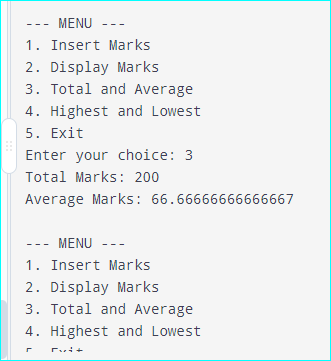 --- MENU ---
1. Insert Marks
2. Display Marks
3. Total and Average
4. Highest and Lowest
5. Exit
Enter your choice: 3
Total Marks: 200
Average Marks: 66.66666666666667
--- MENU ---
1. Insert Marks
2. Display Marks
3. Total and Average
4. Highest and Lowest
5. Exit